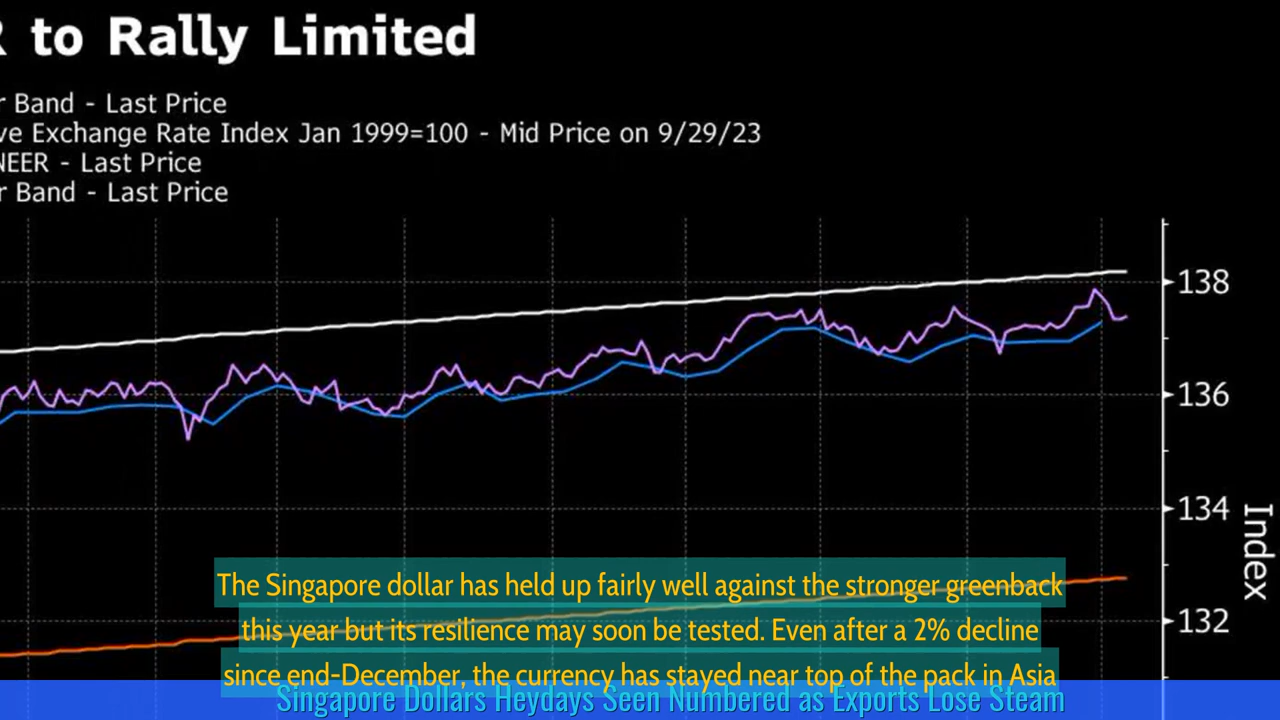 to Rally Limited
Band - Last Price
Exchange Rate Index Jan 1999=100 - Mid Price on 9/29/23
NEER - Last Price
Band - Last Price
138
136
134
132
Index
The Singapore dollar has held up fairly well against the stronger greenback
this year but its resilience may soon be tested. Even after a 2% decline
since end-December, the currency has stayed near top of the pack in Asia
Singapore Dollars Heydays Seen Numbered as Exports Lose Steam